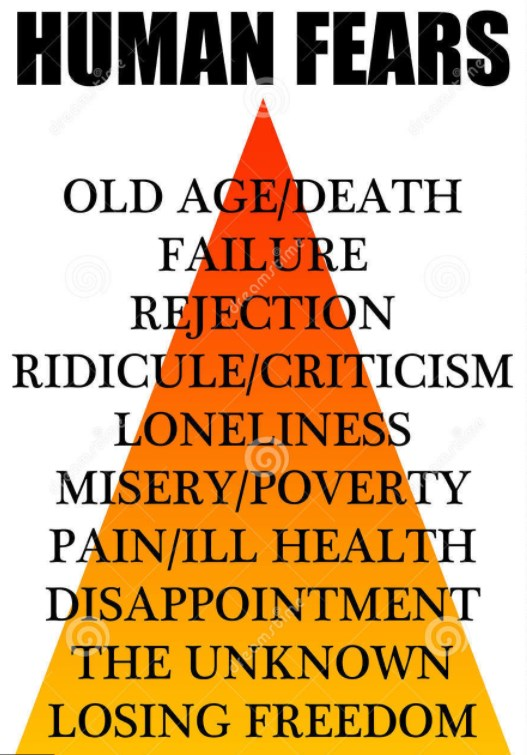 HUMAN FEARS
OLD AGE/DEATH
FAILURE
REJECTION
RIDICULE/CRITICISM
LONELINESS
MISERY/POVERTY
PAIN/ILL HEALTH
DISAPPOINTMENT
THE UNKNOWN
LOSING FREEDOM
dreamstime